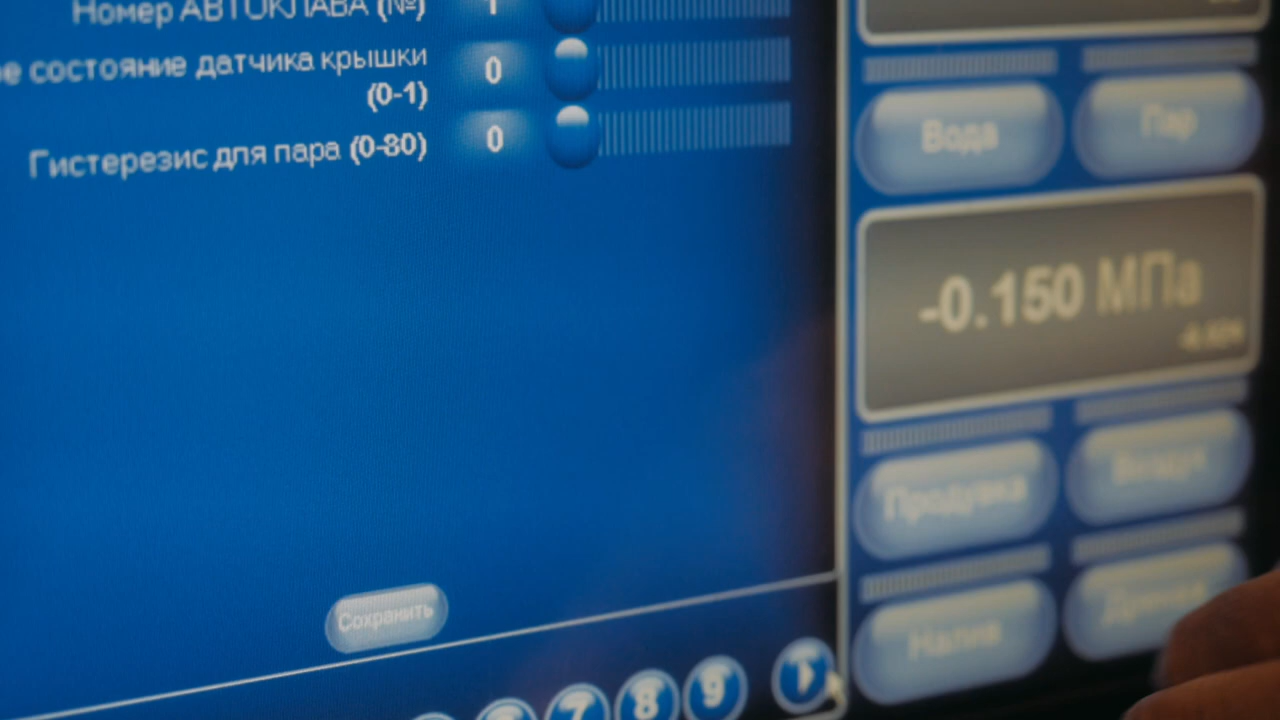 Номер АВТОКЛАВА (№) 1
е состояние датчика крышки 0
(0-1)
Гистерезис для пара (0-80) 0
Вода Пар
-0.150 МПа
Продувка Воздух
Налив
Сохранить
7 8 9